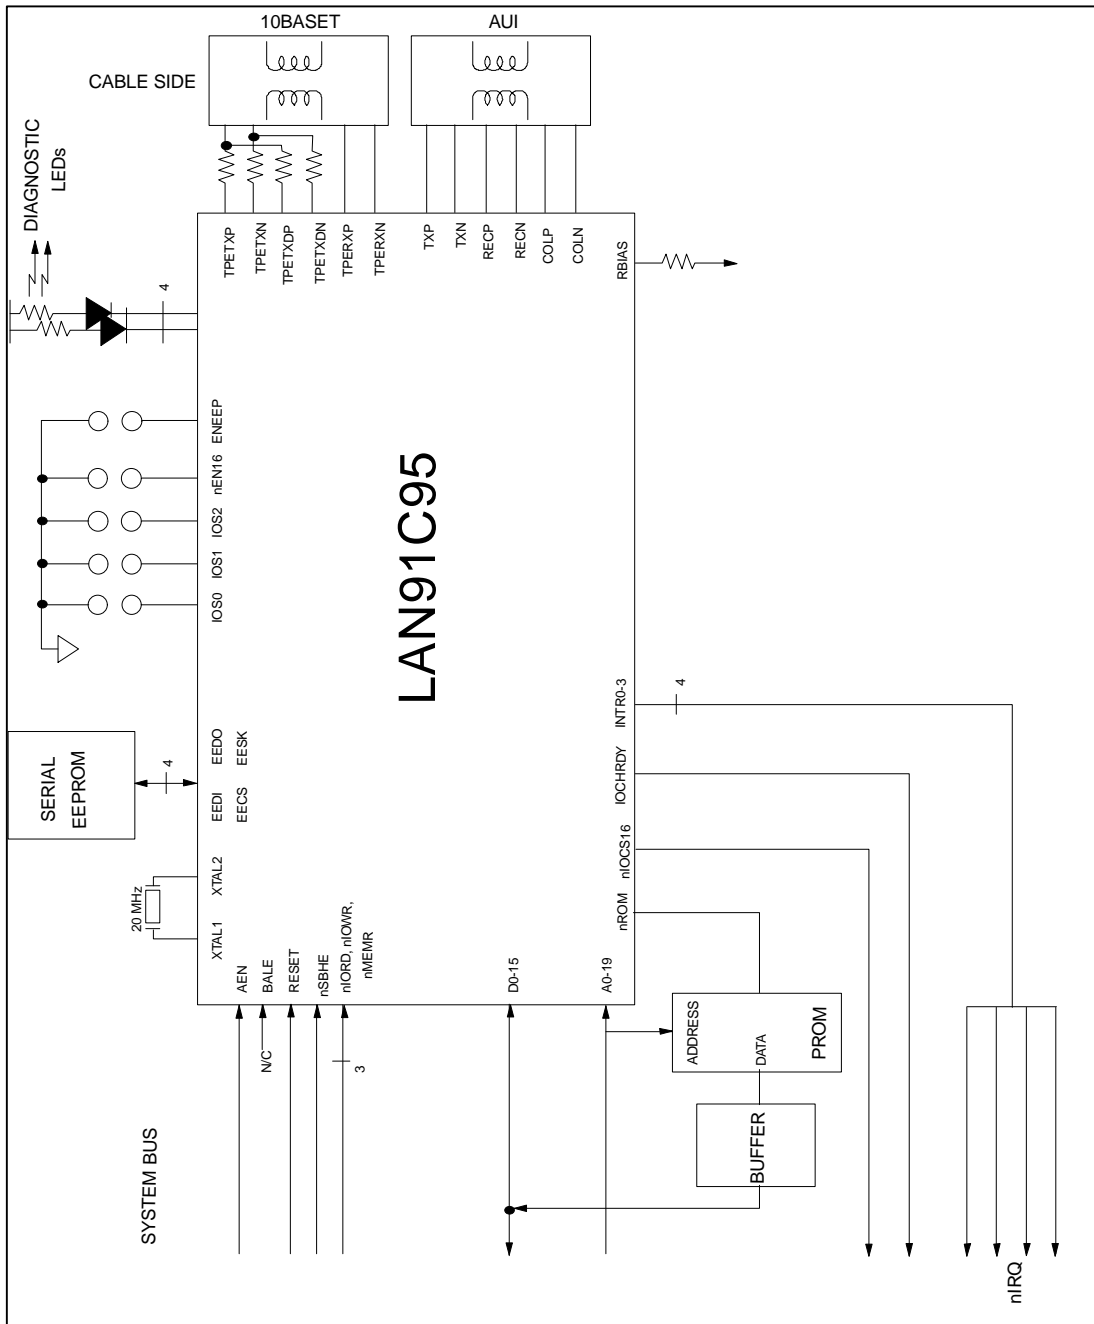 10BASET
AUI
CABLE SIDE
DIAGNOSTIC
LEDs
4
TPETXP
TPETXN
TPETXDP
TPETXDN
TPERXP
TPERXN
TXP
TXN
RECP
RECN
COLP
COLN
RBIAS
ENEEP
nEN16
IOS2
IOS1
IOS0
LAN91C95
SERIAL
EEPROM
4
EEDO
EESK
EEDI
EECS
20 MHz
XTAL2
XTAL1
INTR0-3
4
IOCHRDY
nIOCS16
nROM
AEN
BALE
RESET
nSBHE
nIORD, nIOWR,
nMEMR
D0-15
A0-19
N/C
3
ADDRESS
DATA
PROM
BUFFER
SYSTEM BUS
nIRQ